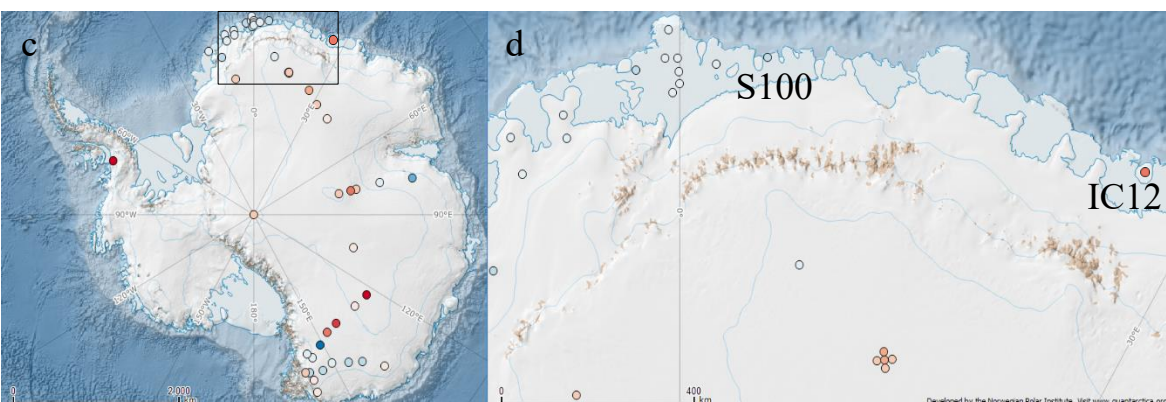 c
d
S100
IC12
30°W
0°
30°E
60°W
60°E
90°W
90°E
120°W
120°E
150°W
180°
150°E
0°
30°E
0
2 000
km
0
400
km
Developed by the Norwegian Polar Institute. Visit www.quantarctica.org